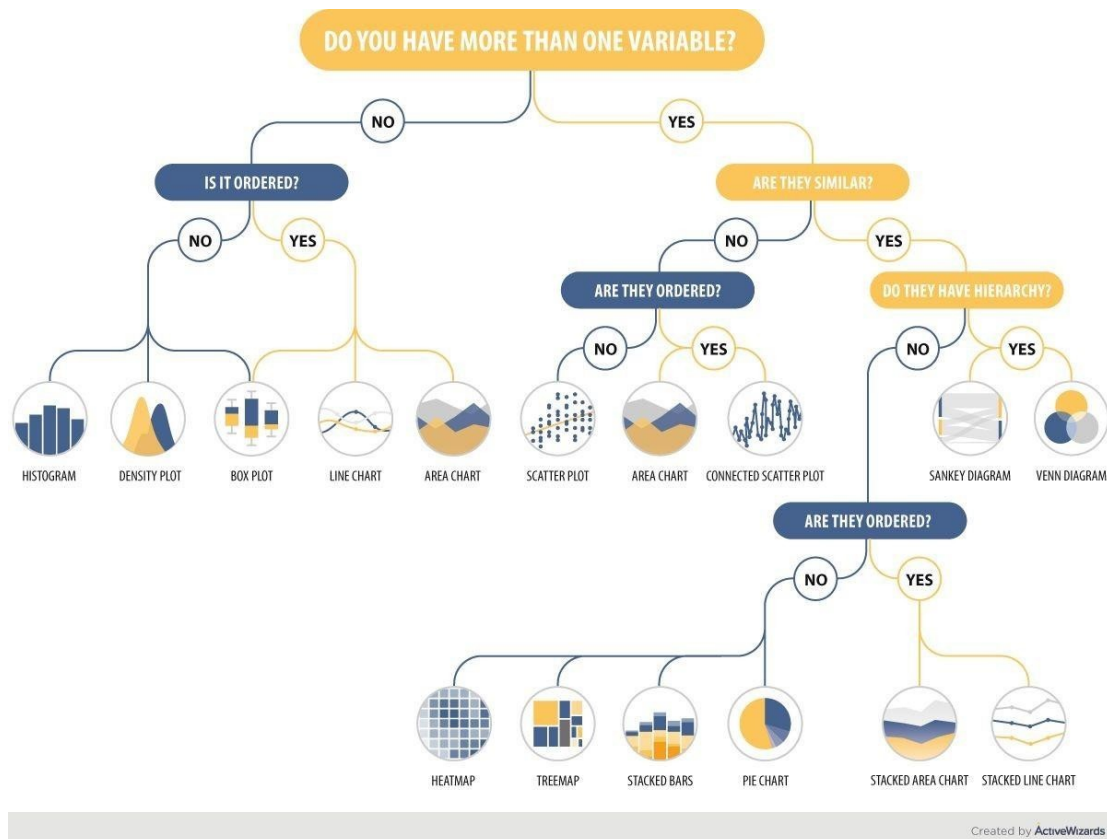 DO YOU HAVE MORE THAN ONE VARIABLE?
NO
YES
IS IT ORDERED?
ARE THEY SIMILAR?
NO
YES
NO
YES
ARE THEY ORDERED?
DO THEY HAVE HIERARCHY?
NO
YES
NO
YES
HISTOGRAM
DENSITY PLOT
BOX PLOT
LINE CHART
AREA CHART
SCATTER PLOT
AREA CHART
CONNECTED SCATTER PLOT
SANKEY DIAGRAM
VENN DIAGRAM
ARE THEY ORDERED?
NO
YES
HEATMAP
TREEMAP
STACKED BARS
PIE CHART
STACKED AREA CHART
STACKED LINE CHART
Created by ActiveWizards